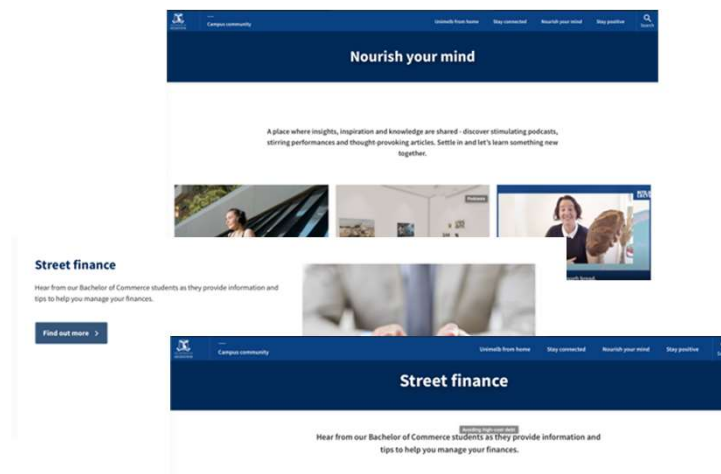 Campus community
Unimelb from home
Stay connected
Nourish your mind
Stay positive
Search
Nourish your mind
A place where insights, inspiration and knowledge are shared - discover stimulating podcasts,
stirring performances and thought-provoking articles. Settle in and let's learn something new
together.
Podcasts
Street finance
Hear from our Bachelor of Commerce students as they provide information and
tips to help you manage your finances.
Find out more >
Campus community
Unimelb from home
Stay connected
Nourish your mind
Stay positive
Street finance
Avoiding high-cost debt
Hear from our Bachelor of Commerce students as they provide information and
tips to help you manage your finances.